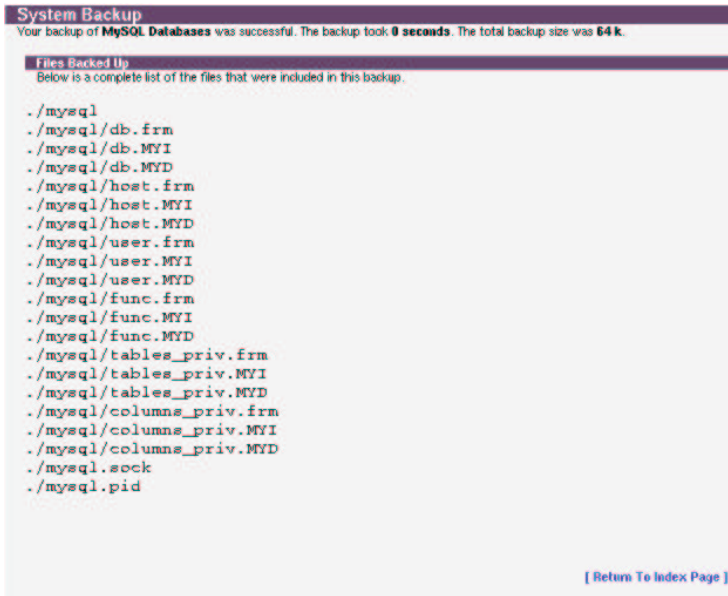 System Backup
Your backup of MySQL Databases was successful. The backup took 0 seconds. The total backup size was 64 k.
Files Backed Up
Below is a complete list of the files that were included in this backup.
./mysql
./mysql/db.frm
./mysql/db.MYI
./mysql/db.MYD
./mysql/host.frm
./mysql/host.MYI
./mysql/host.MYD
./mysql/user.frm
./mysql/user.MYI
./mysql/user.MYD
./mysql/func.frm
./mysql/func.MYI
./mysql/func.MYD
./mysql/tables_priv.frm
./mysql/tables_priv.MYI
./mysql/tables_priv.MYD
./mysql/columns_priv.frm
./mysql/columns_priv.MYI
./mysql/columns_priv.MYD
./mysql.sock
./mysql.pid
[ Return To Index Page ]